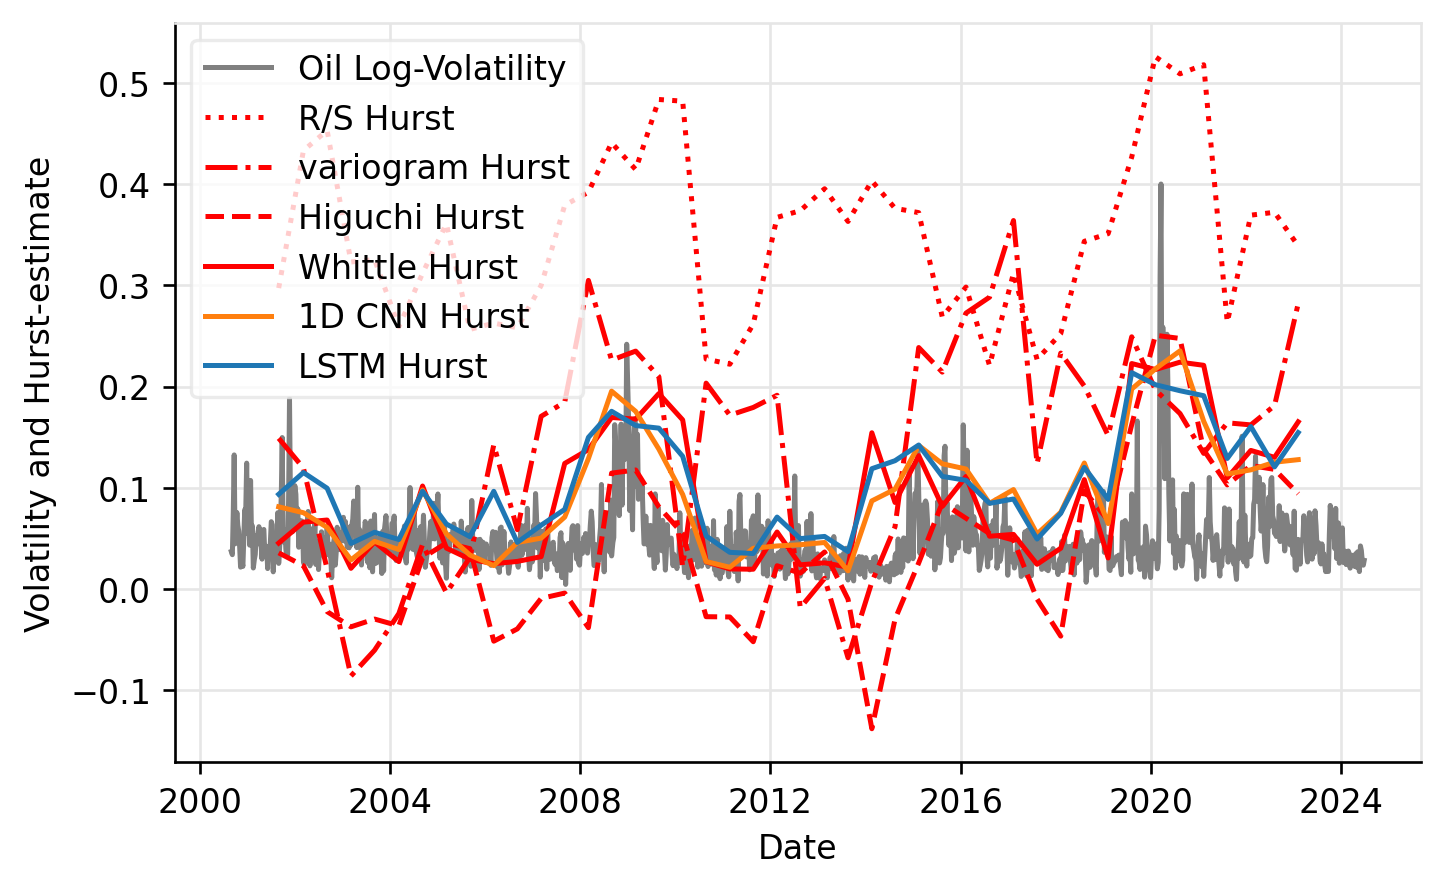 Oil Log-Volatility
R/S Hurst
variogram Hurst
Higuchi Hurst
Whittle Hurst
1D CNN Hurst
LSTM Hurst
Volatility and Hurst-estimate
0.5
0.4
0.3
0.2
0.1
0.0
−0.1
2000 2004 2008 2012 2016 2020 2024
Date